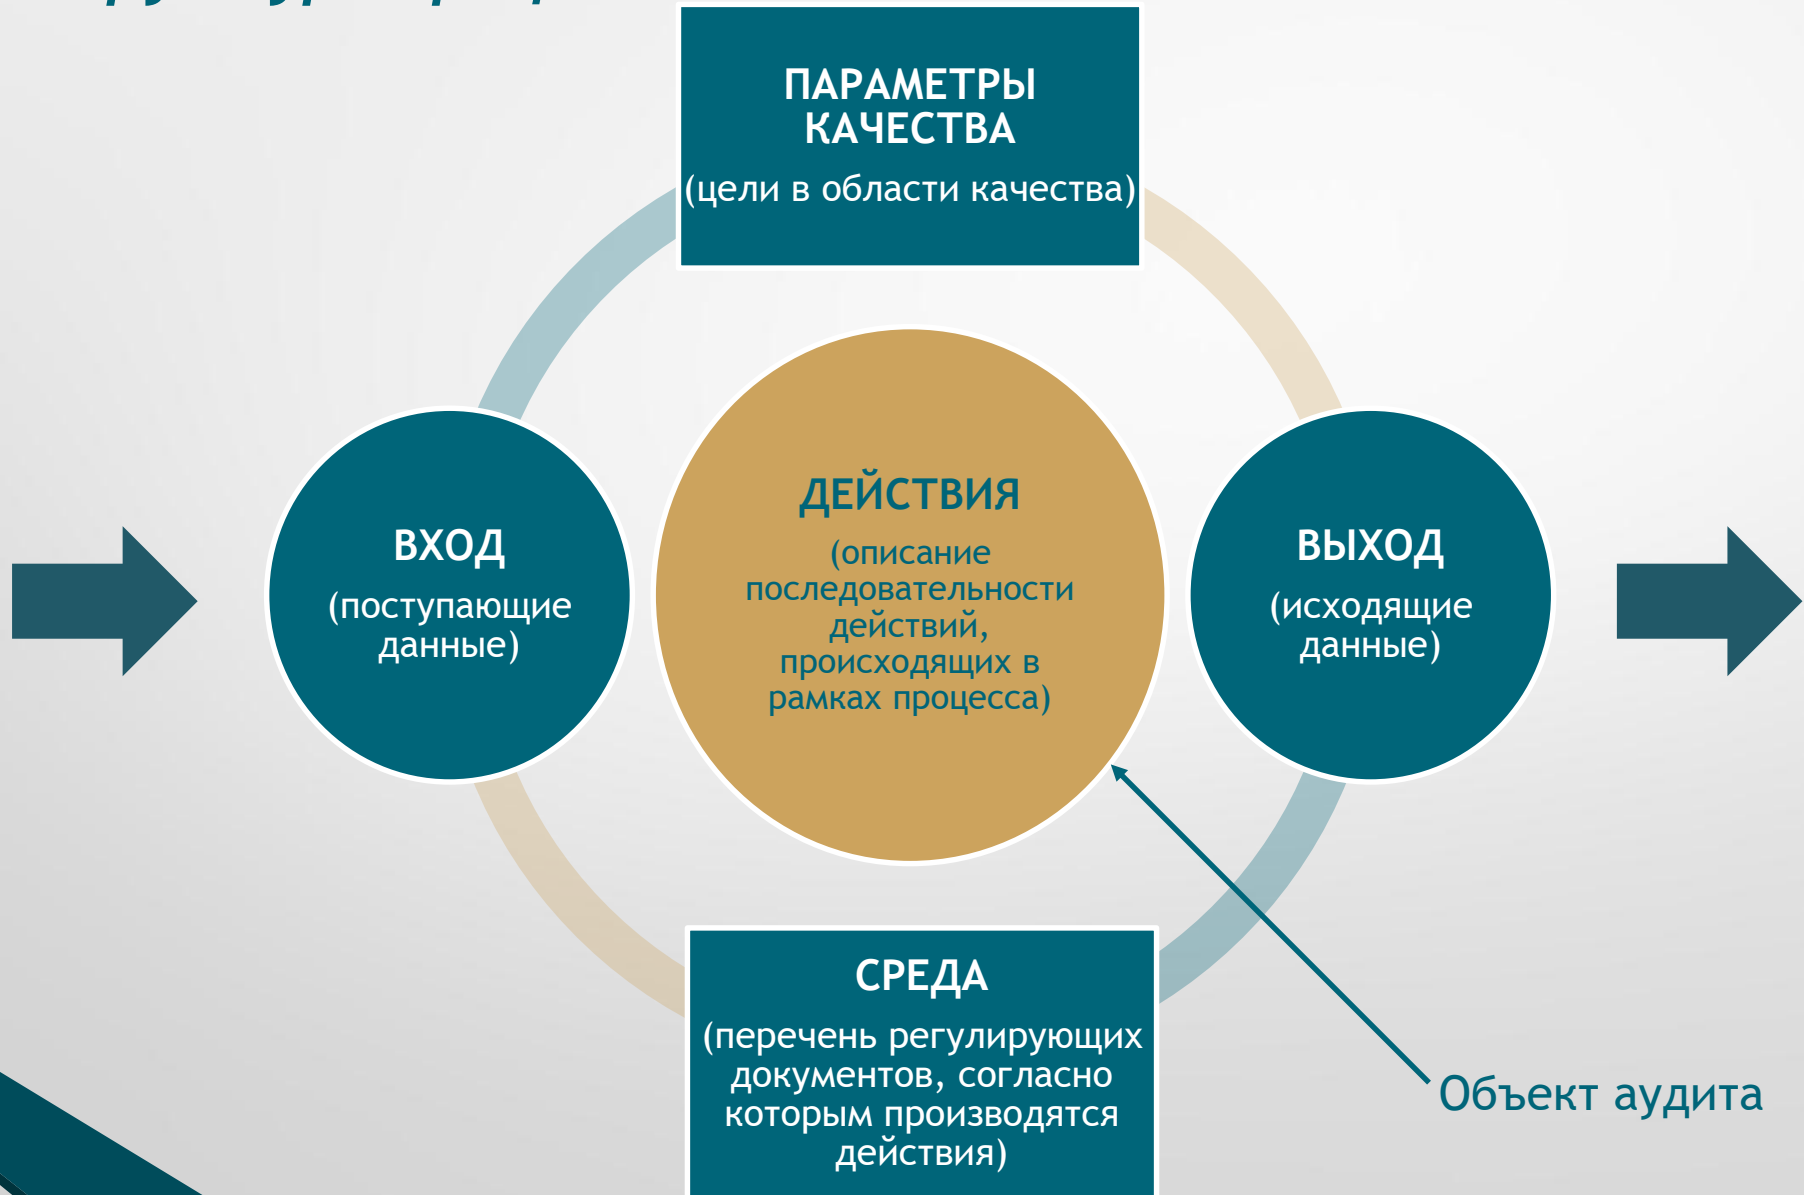 ПАРАМЕТРЫ
КАЧЕСТВА
(цели в области качества)
ВХОД
(поступающие
данные)
ДЕЙСТВИЯ
(описание
последовательности
действий,
происходящих в
рамках процесса)
ВЫХОД
(исходящие
данные)
СРЕДА
(перечень регулирующих
документов, согласно
которым производятся
действия)
Объект аудита